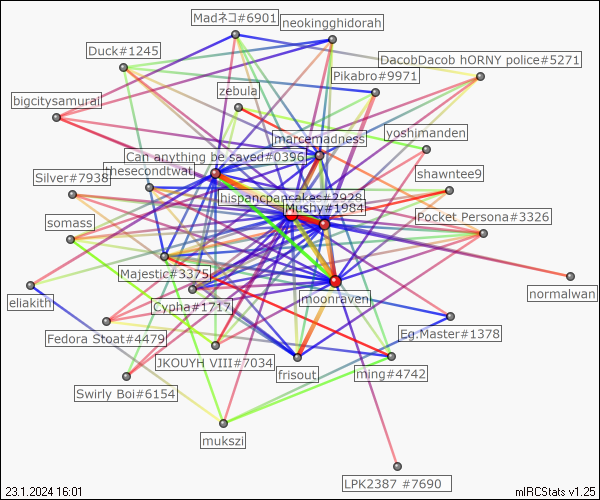 Madネコ#6901
neokingghidorah
Duck#1245
DacobDacob hORNY police#5271
Pikabro#9971
zebula
bigcitysamurai
yoshimanden
marcemadness
Can anything be saved#0396
thesecondtwat
shawntee9
Silver#7938
hispancpancakes#2928
Mushy#1984
Pocket Persona#3326
somass
Majestic#3375
normalwan
moonraven
eliakith
Cypha#1717
Fedora Stoat#4479
Eg.Master#1378
JKOUYH VIII#7034
frisout
ming#4742
Swirly Boi#6154
mukszi
LPK2387 #7690
23.1.2024 16:01
mIRCStats v1.25